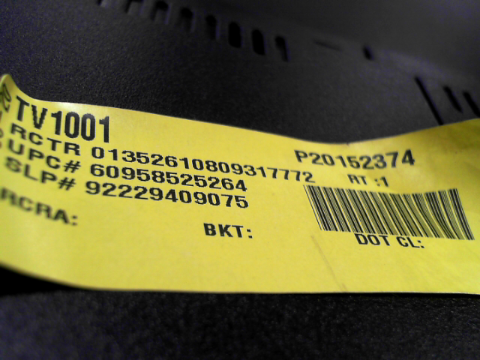 TV1001
RCTR 01352610809317772
P20152374
UPC# 60958525264
RT :1
SLP# 92229409075
RCRA:
BKT:
DOT CL: